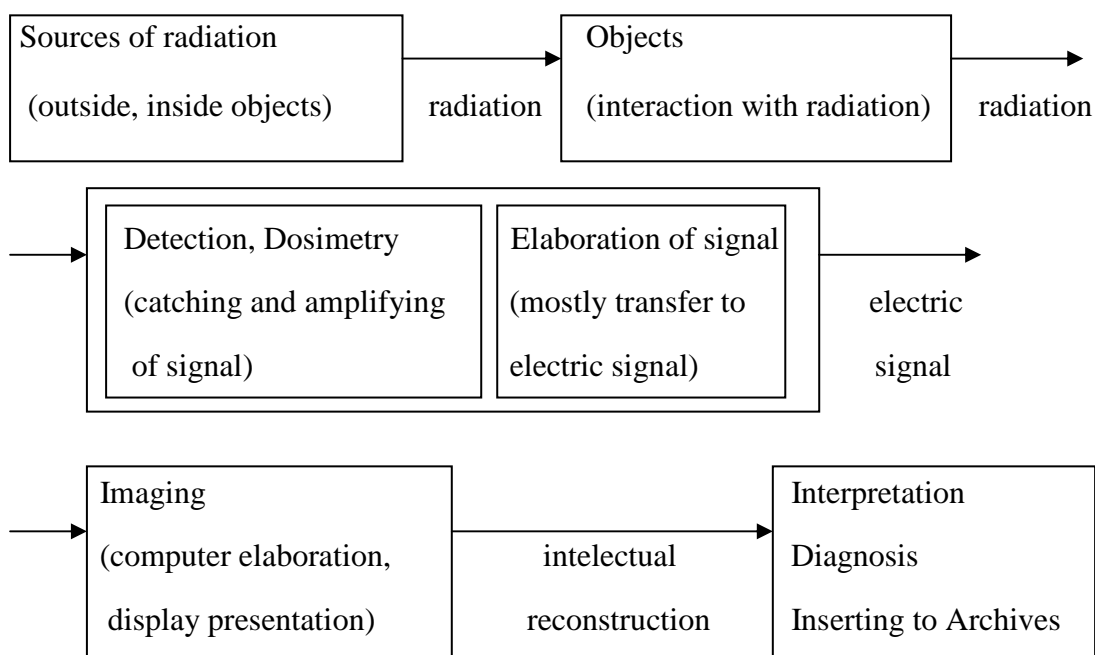 Sources of radiation
(outside, inside objects)
radiation
Objects
(interaction with radiation)
radiation
Detection, Dosimetry
(catching and amplifying
of signal)
Elaboration of signal
(mostly transfer to
electric signal)
electric
signal
Imaging
(computer elaboration,
display presentation)
intelectual
reconstruction
Interpretation
Diagnosis
Inserting to Archives